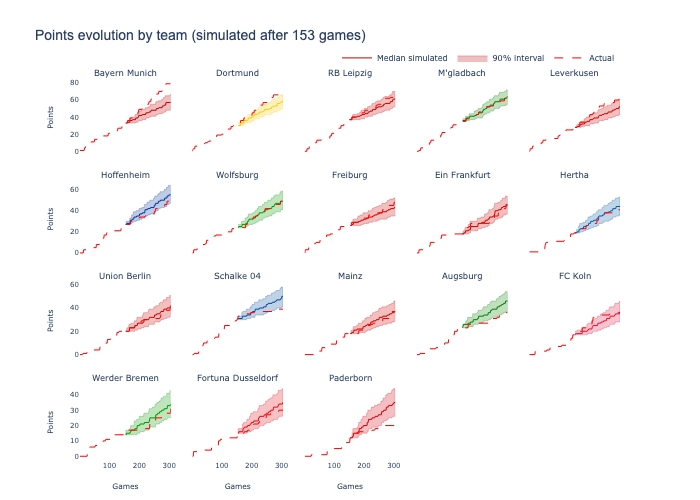 Points evolution by team (simulated after 153 games)
Median simulated 90% interval Actual
Bayern Munich Dortmund RB Leipzig M'gladbach Leverkusen
80
60
40
20
0
Points
Hoffenheim Wolfsburg Freiburg Ein Frankfurt Hertha
60
40
20
0
Points
Union Berlin Schalke 04 Mainz Augsburg FC Koln
60
40
20
0
Points
Werder Bremen Fortuna Dusseldorf Paderborn
40
30
20
10
0
Points
100 200 300 100 200 300 100 200 300
Games Games Games